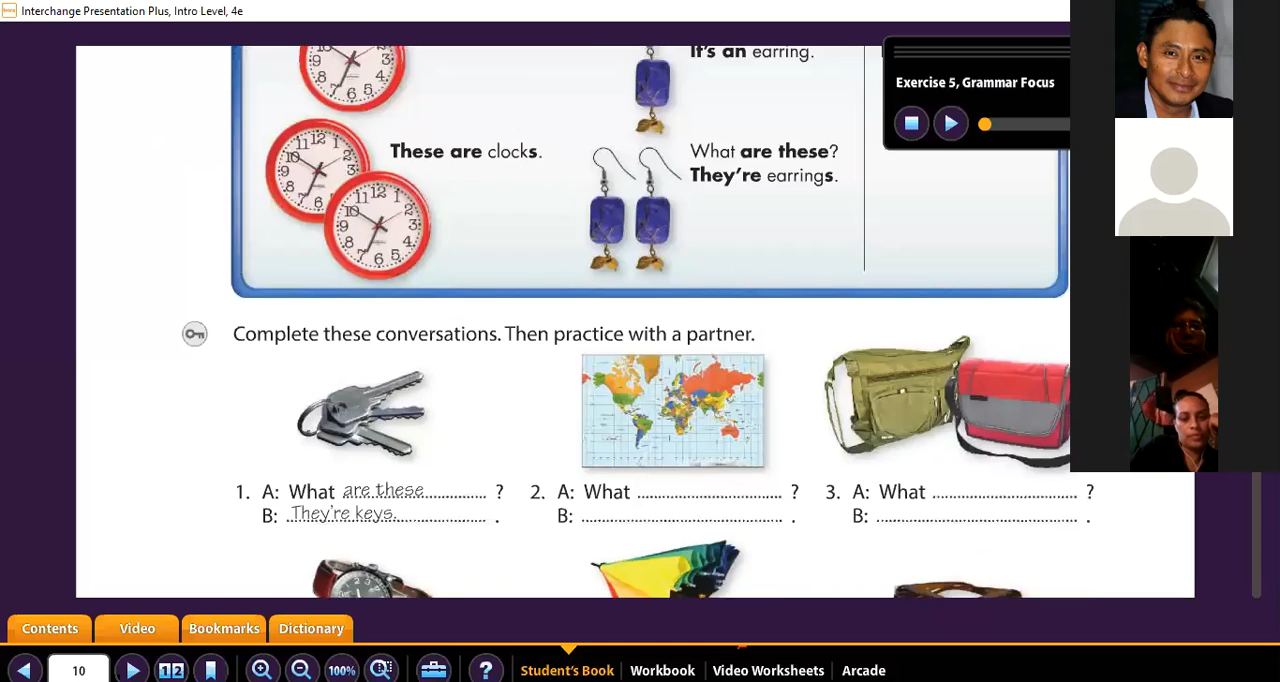 Interchange Presentation Plus, Intro Level, 4e
It's an earring.
Exercise 5, Grammar Focus
These are clocks.
What are these?
They're earrings.
Complete these conversations. Then practice with a partner.
1. A: What are these ?
B: They're keys. .
2. A: What ?
B: .
3. A: What ?
B: .
Contents
Video
Bookmarks
Dictionary
10
1 2
100%
?
Student's Book
Workbook
Video Worksheets
Arcade